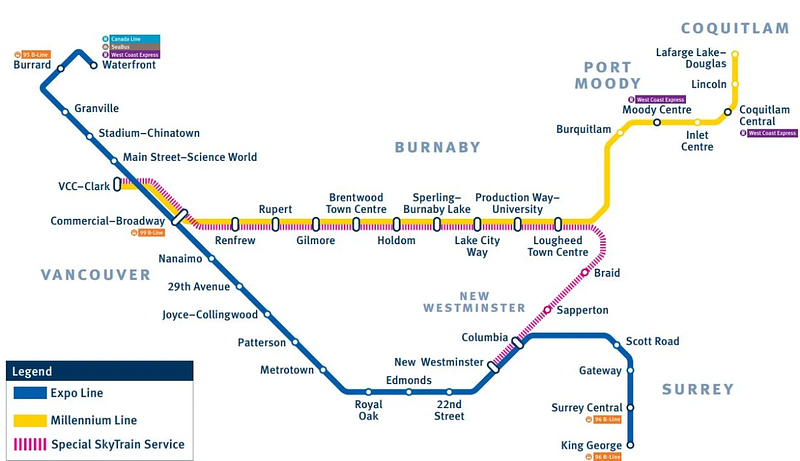 COQUITLAM
Canada Line
SeaBus
West Coast Express
95 B-Line
Burrard
Waterfront
Lafarge Lake–
Douglas
PORT
MOODY
Lincoln
West Coast Express
Moody Centre
Coquitlam
Central
West Coast Express
Granville
Burquitlam
Inlet
Centre
Stadium–Chinatown
BURNABY
Main Street–Science World
VCC–Clark
Brentwood
Town Centre
Sperling–
Burnaby Lake
Production Way–
University
Rupert
Commercial–Broadway
99 B-Line
Renfrew
Gilmore
Holdom
Lake City
Way
Lougheed
Town Centre
Nanaimo
VANCOUVER
Braid
29th Avenue
NEW
WESTMINSTER
Sapperton
Joyce–Collingwood
Columbia
Patterson
Scott Road
New Westminster
Metrotown
Gateway
Edmonds
SURREY
Royal
Oak
22nd
Street
Surrey Central
96 B-Line
King George
96 B-Line
Legend
Expo Line
Millennium Line
Special SkyTrain Service